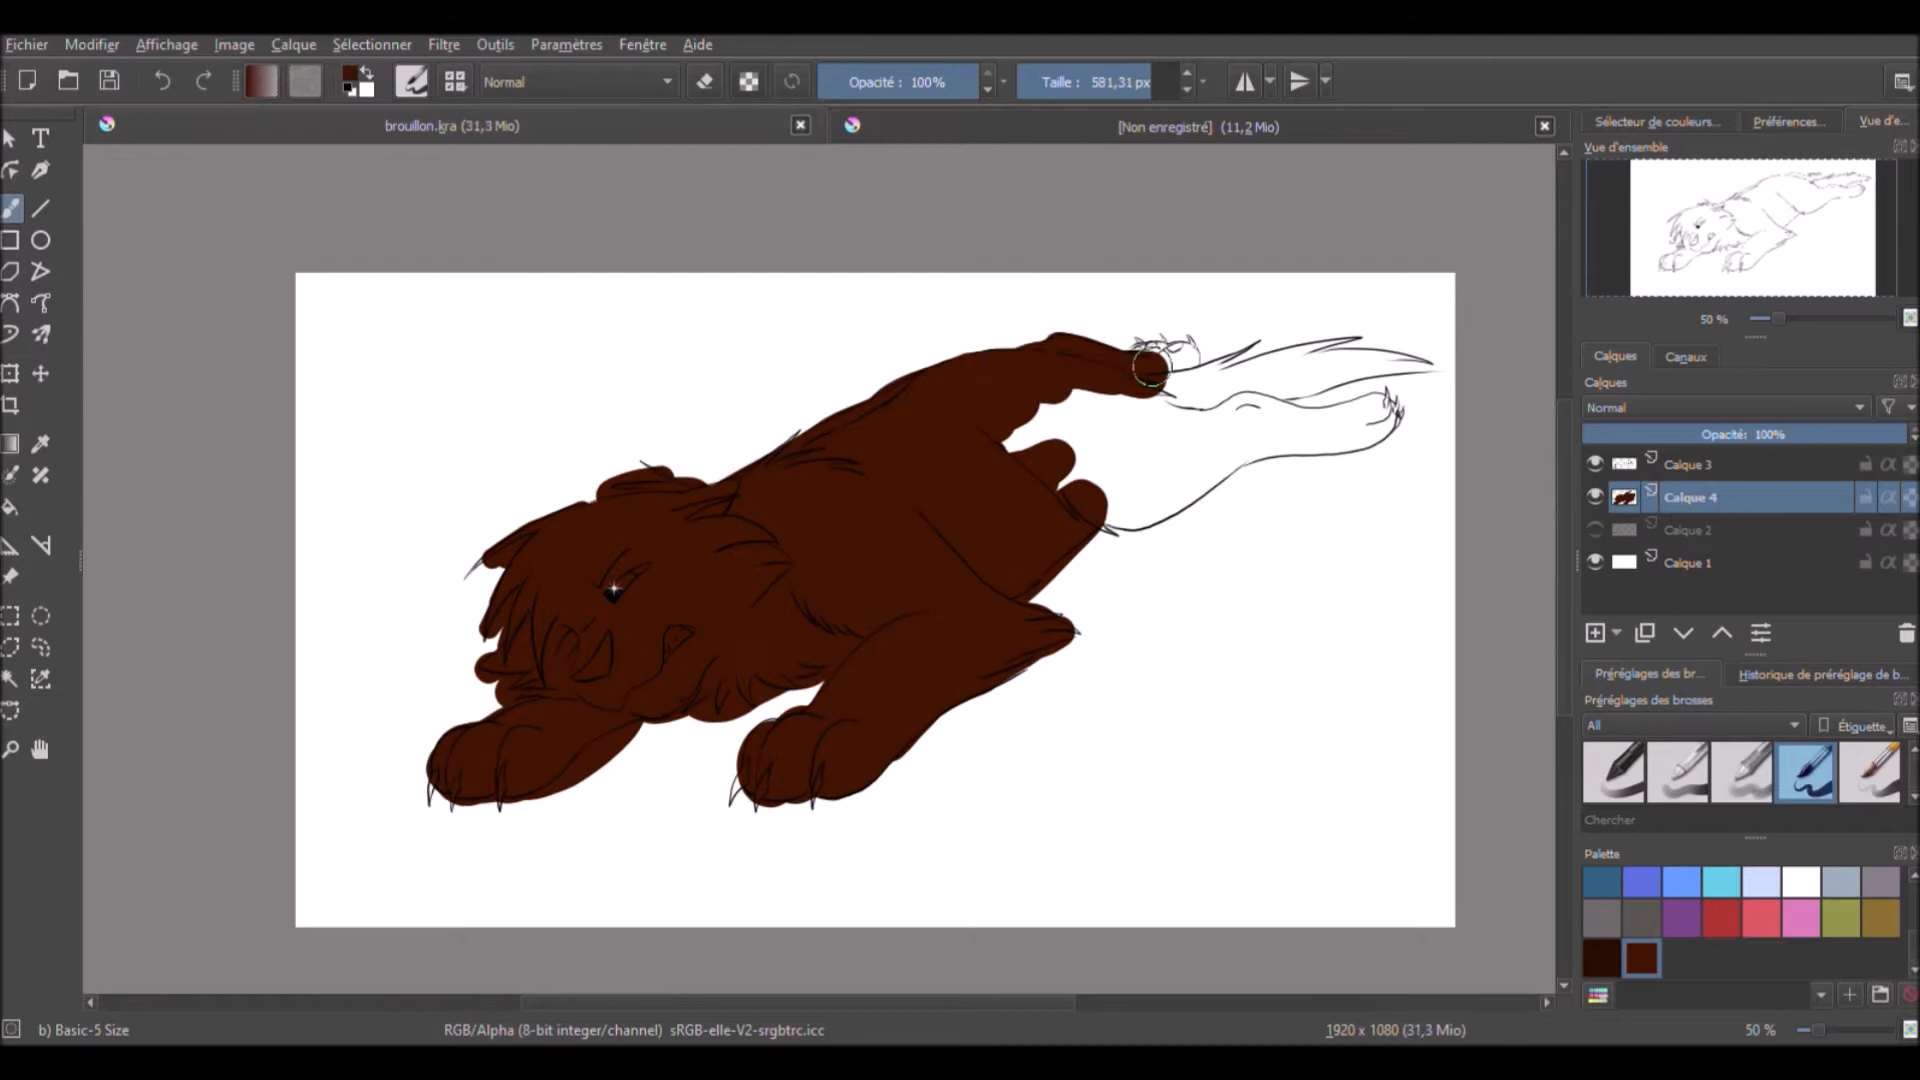 Fichier Modifier Affichage Image Calque Sélectionner Filtre Outils Paramètres Fenêtre Aide
Normal Opacité : 100% Taille : 581,31 px
brouillon.kra (31,3 Mio) [Non enregistré] (11,2 Mio) Sélecteur de couleurs... Préférences... Vue d'e...
Vue d'ensemble
50 %
Calques Canaux
Calques
Normal
Opacité: 100%
Calque 3
Calque 4
Calque 2
Calque 1
Préréglages des br... Historique de préréglage de b...
Préréglages des brosses
All Étiquette
Chercher
Palette
b) Basic-5 Size RGB/Alpha (8-bit integer/channel) sRGB-elle-V2-srgbtrc.icc 1920 x 1080 (31,3 Mio) 50 %